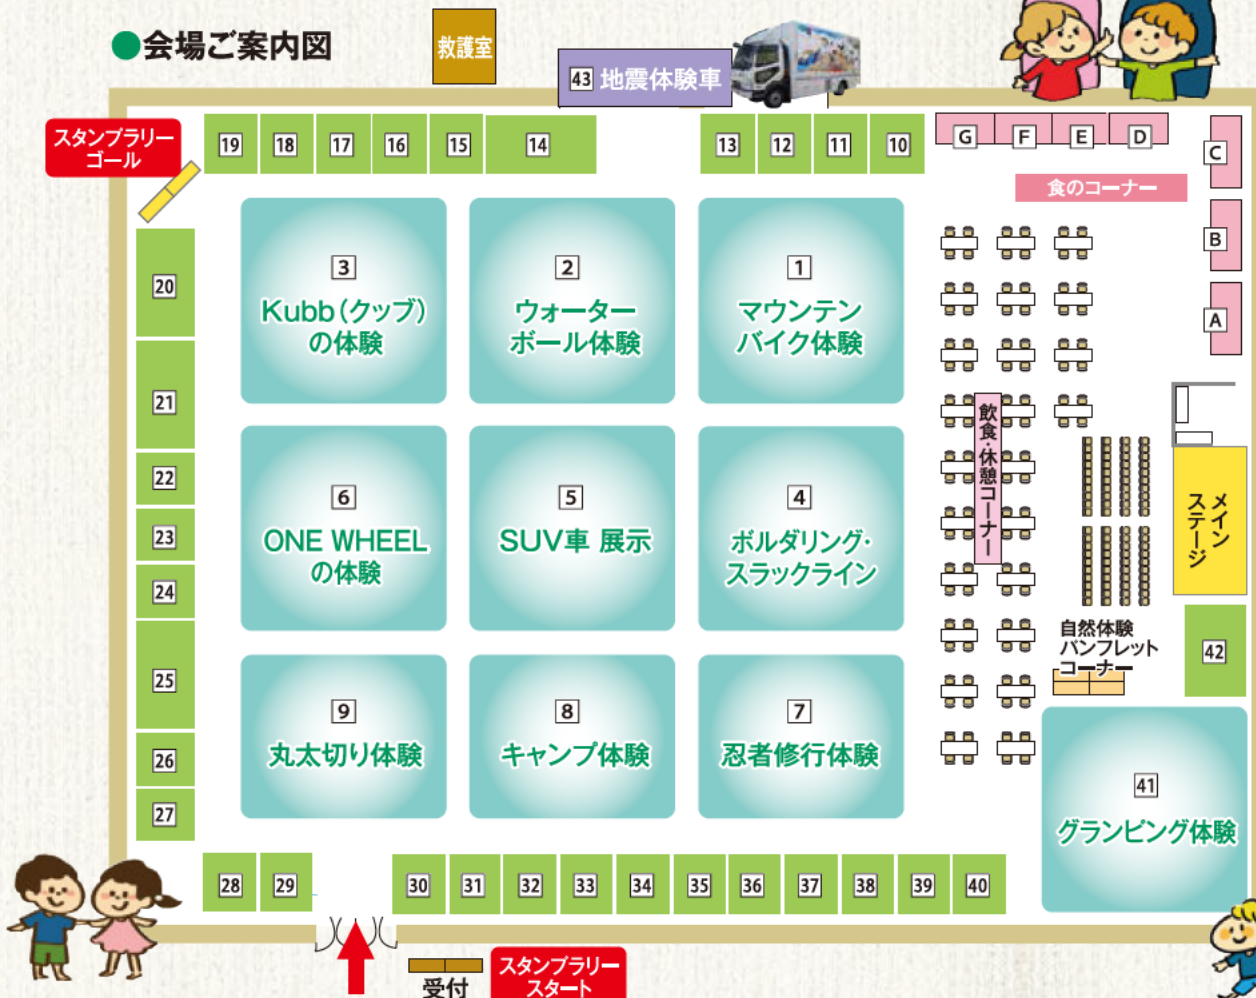 ●会場ご案内図
救護室
43 地震体験車
スタンプラリー
ゴール
19 18 17 16 15 14 13 12 11 10
G F E D
C
食のコーナー
B
A
20
21
22
23
24
25
26
27
3
Kubb(クッブ)
の体験
2
ウォーター
ボール体験
1
マウンテン
バイク体験
6
ONE WHEEL
の体験
5
SUV車 展示
4
ボルダリング・
スラックライン
9
丸太切り体験
8
キャンプ体験
7
忍者修行体験
飲食・休憩コーナー
メイン
ステージ
自然体験
パンフレット
コーナー
42
41
グランピング体験
28 29 30 31 32 33 34 35 36 37 38 39 40
受付
スタンプラリー
スタート